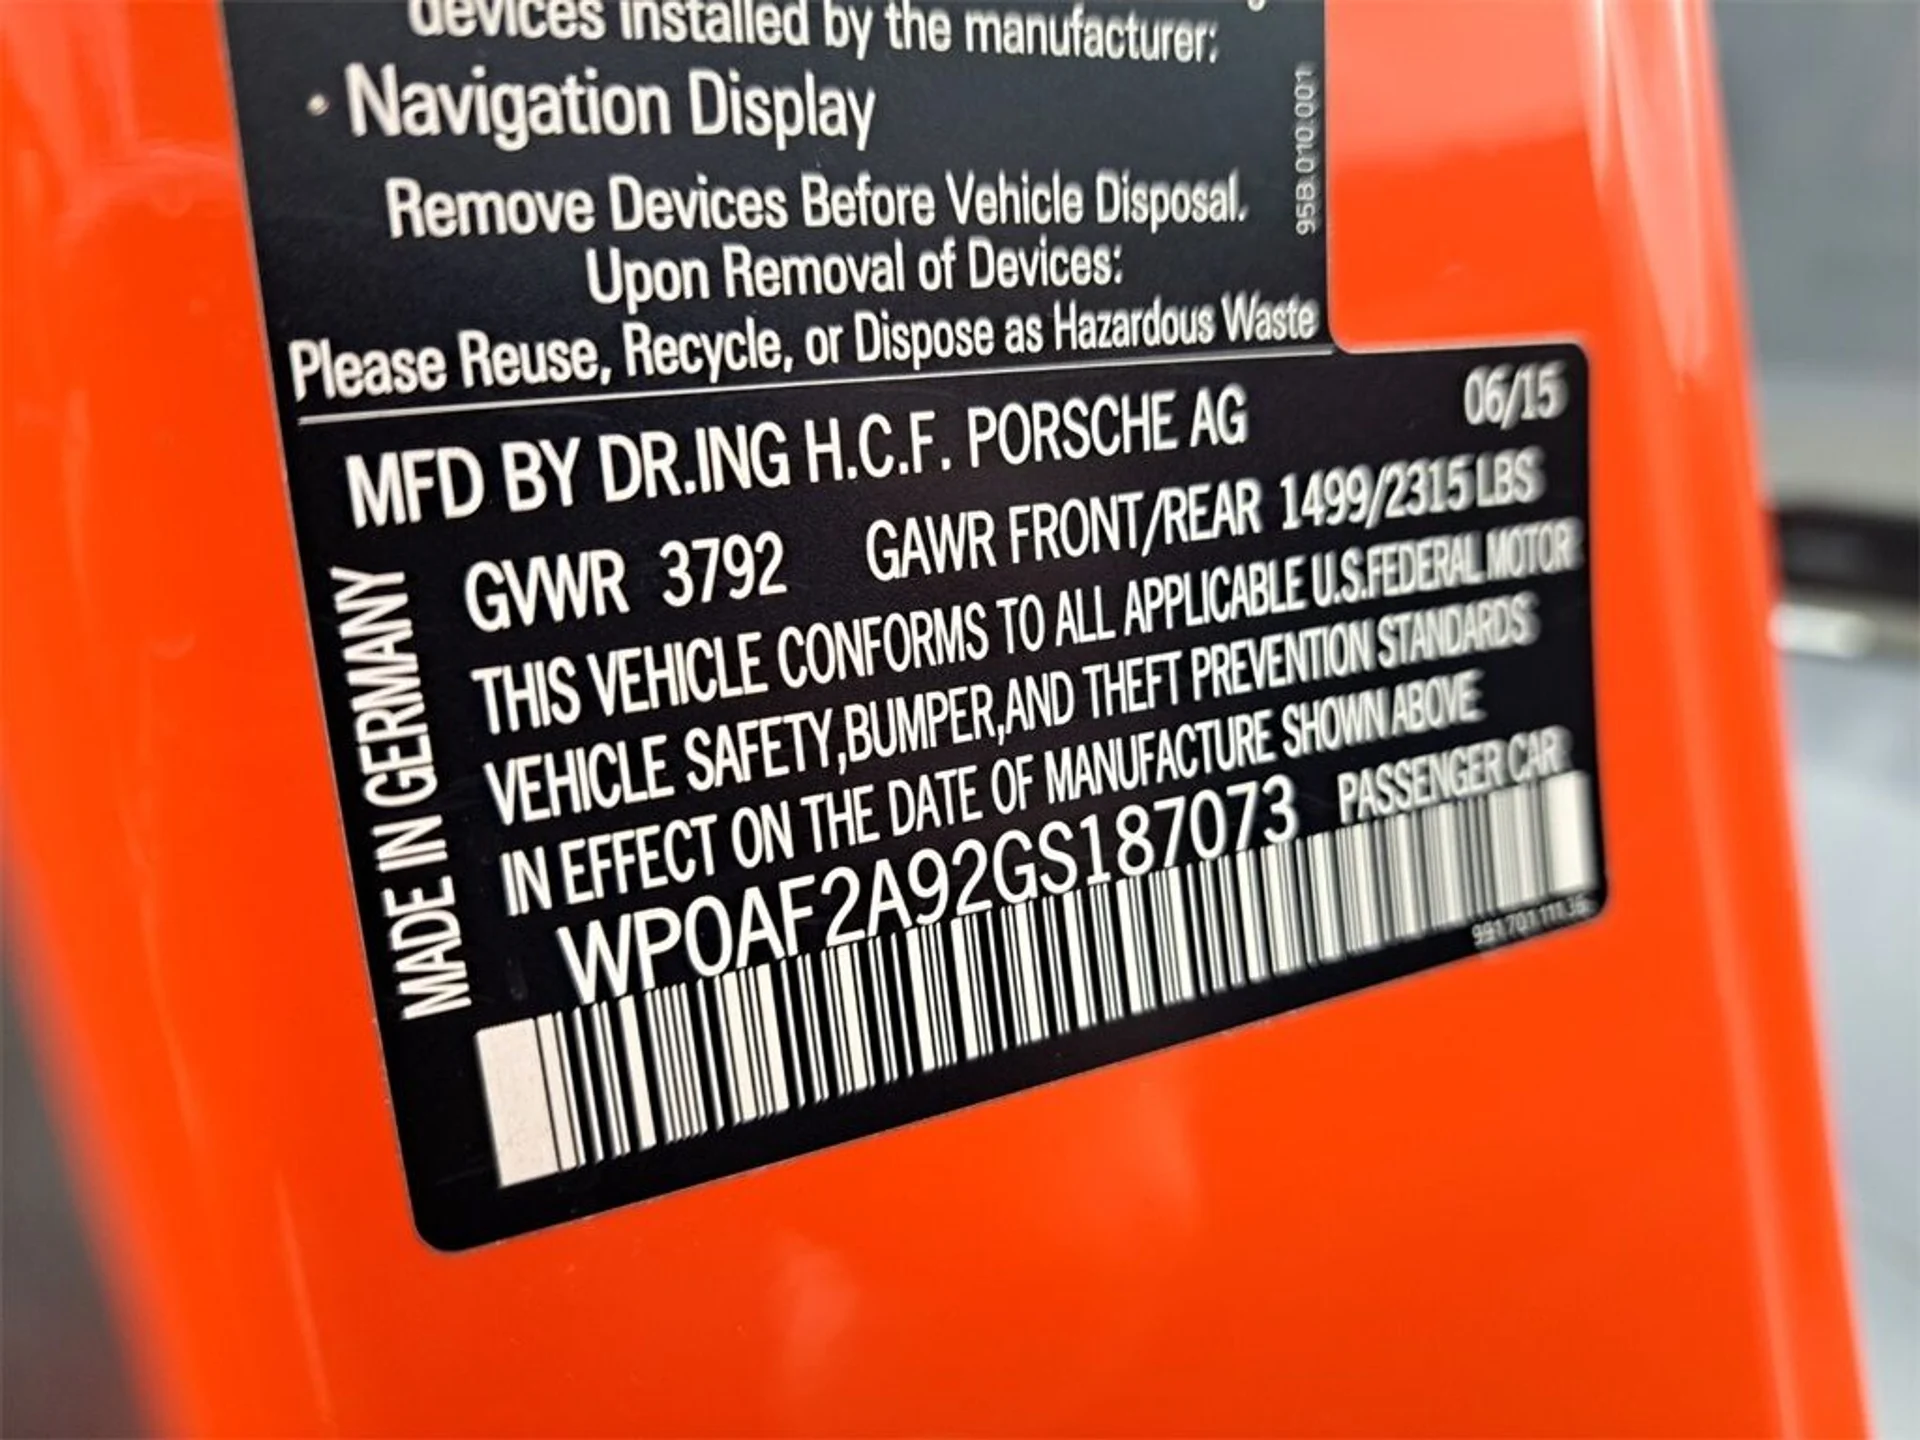 devices installed by the manufacturer:
• Navigation Display
Remove Devices Before Vehicle Disposal.
Upon Removal of Devices:
Please Reuse, Recycle, or Dispose as Hazardous Waste
95B.010.001
MFD BY DR.ING H.C.F. PORSCHE AG 06/15
GVWR 3792 GAWR FRONT/REAR 1499/2315 LBS
THIS VEHICLE CONFORMS TO ALL APPLICABLE U.S.FEDERAL MOTOR
VEHICLE SAFETY,BUMPER,AND THEFT PREVENTION STANDARDS
IN EFFECT ON THE DATE OF MANUFACTURE SHOWN ABOVE
WP0AF2A92GS187073 PASSENGER CAR
MADE IN GERMANY